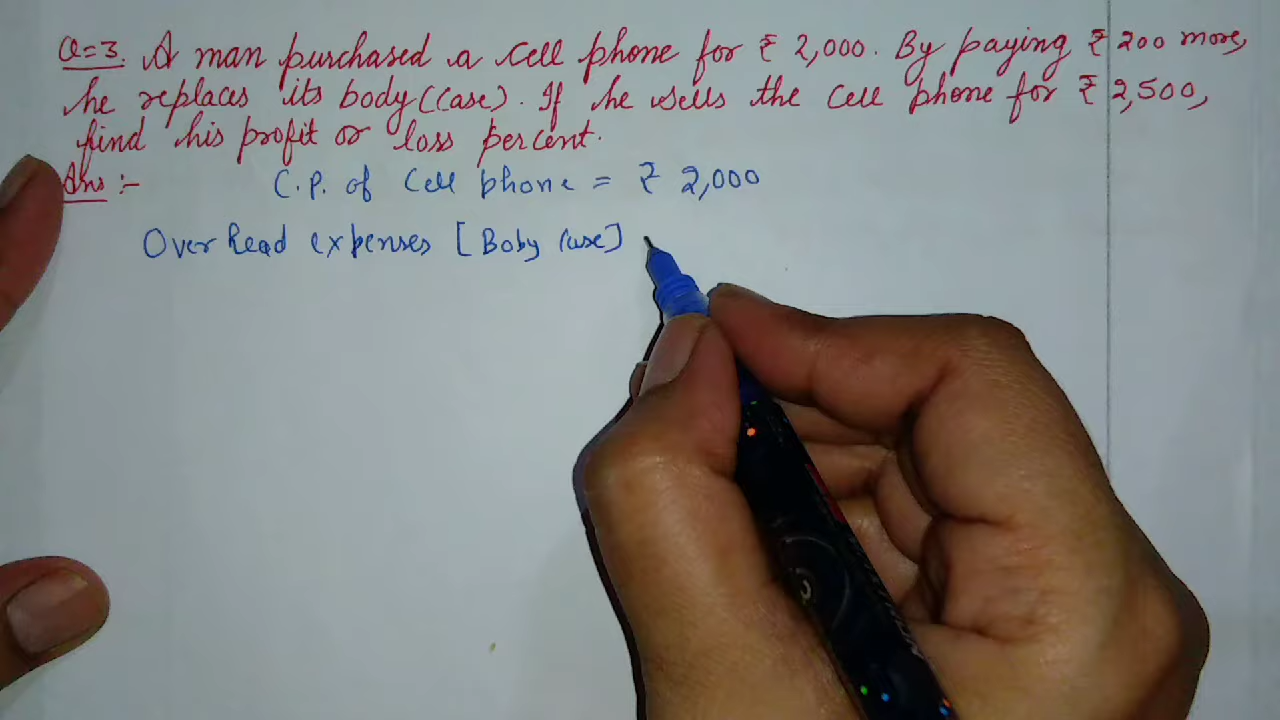 Q=3. A man purchased a cell phone for ₹ 2,000. By paying ₹ 200 more,
he replaces its body (case). If he sells the cell phone for ₹ 2,500,
find his profit or loss percent.
Ans :- C.P. of Cell phone = ₹ 2,000
Over Read expenses [Boby Case]